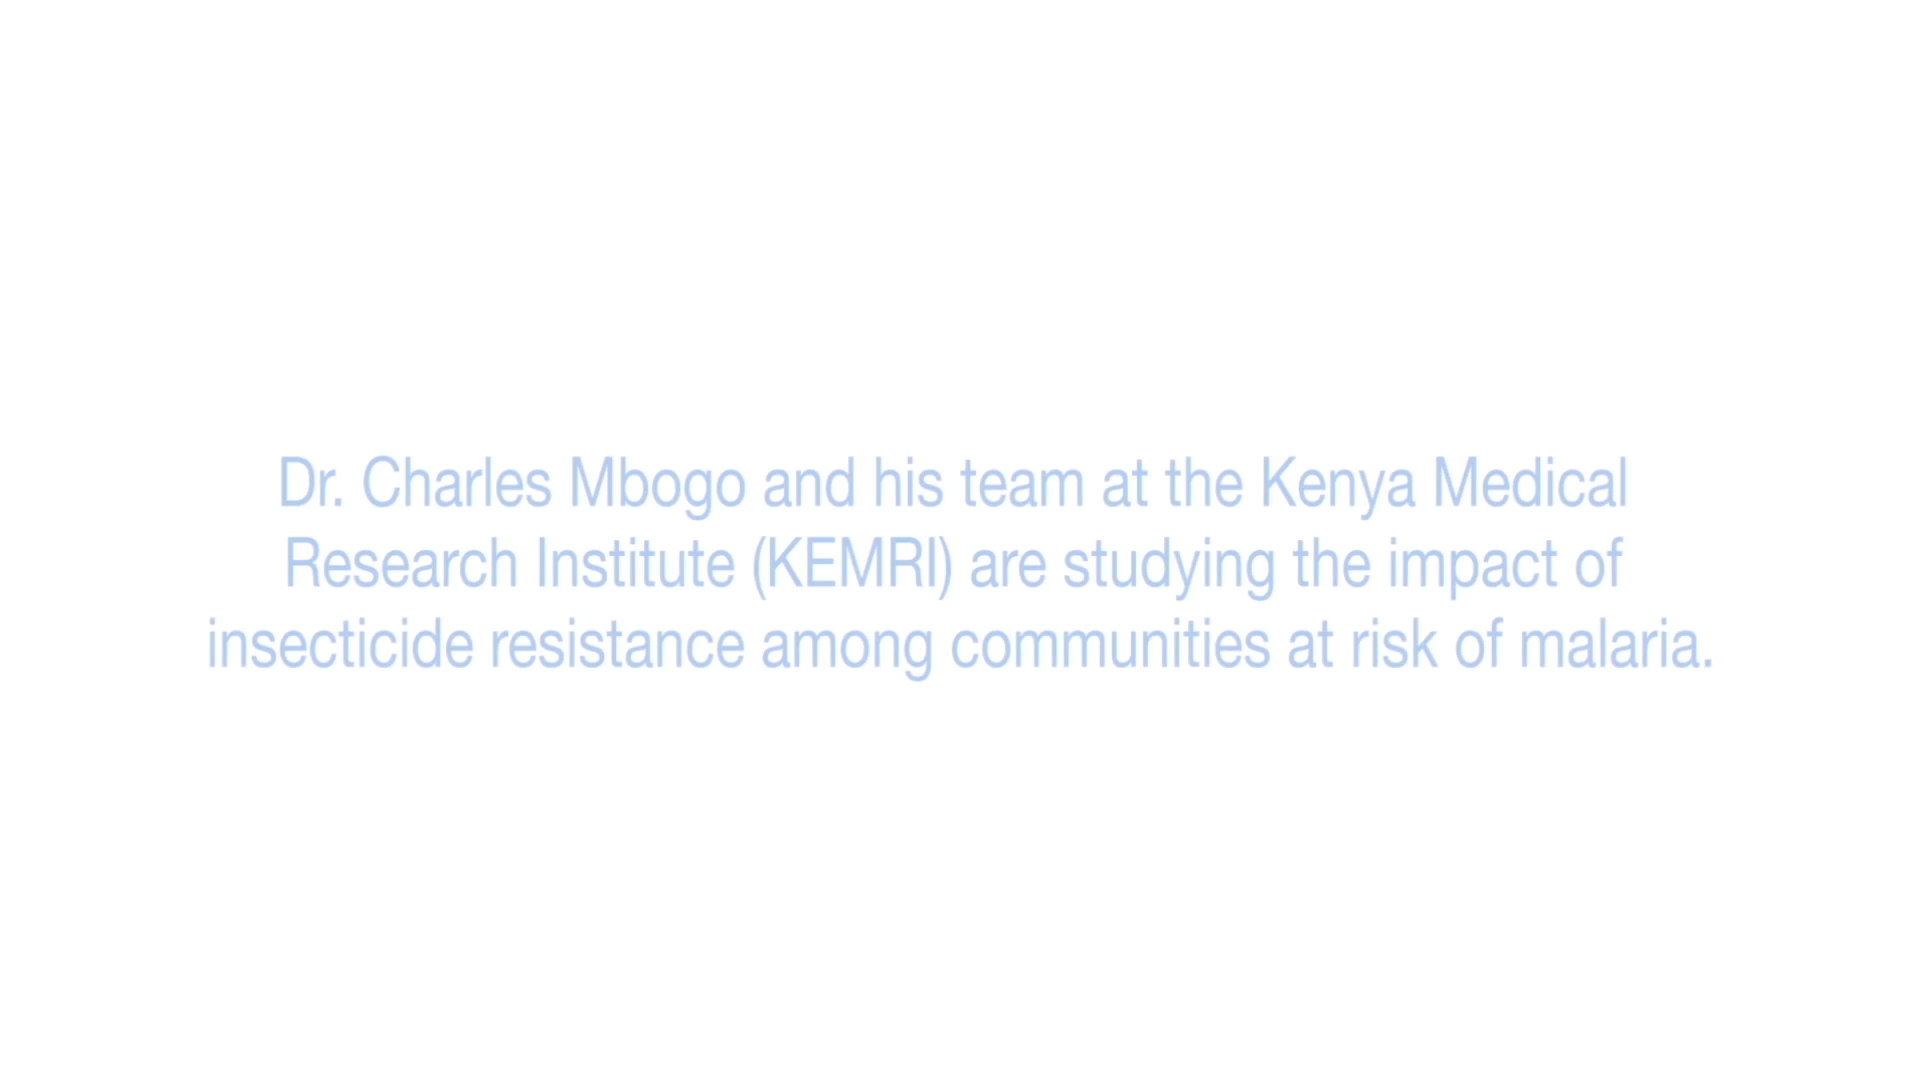 Dr. Charles Mbogo and his team at the Kenya Medical
Research Institute (KEMRI) are studying the impact of
insecticide resistance among communities at risk of malaria.